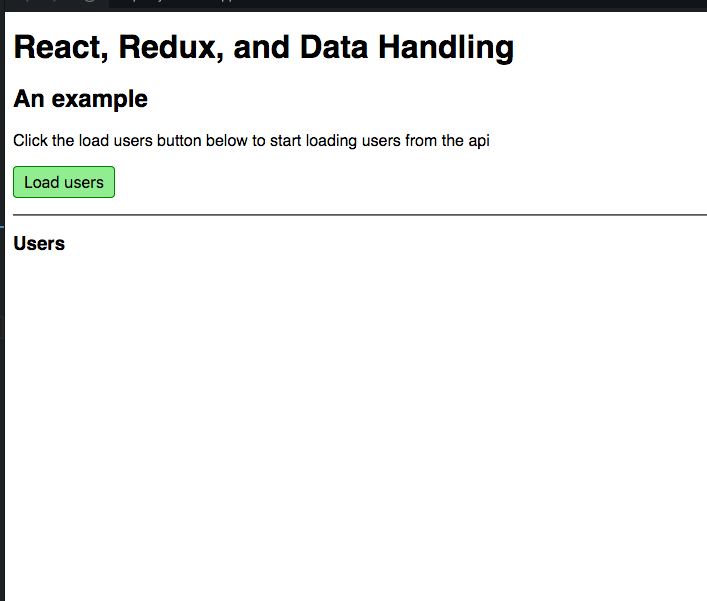 React, Redux, and Data Handling
An example
Click the load users button below to start loading users from the api
Load users
Users